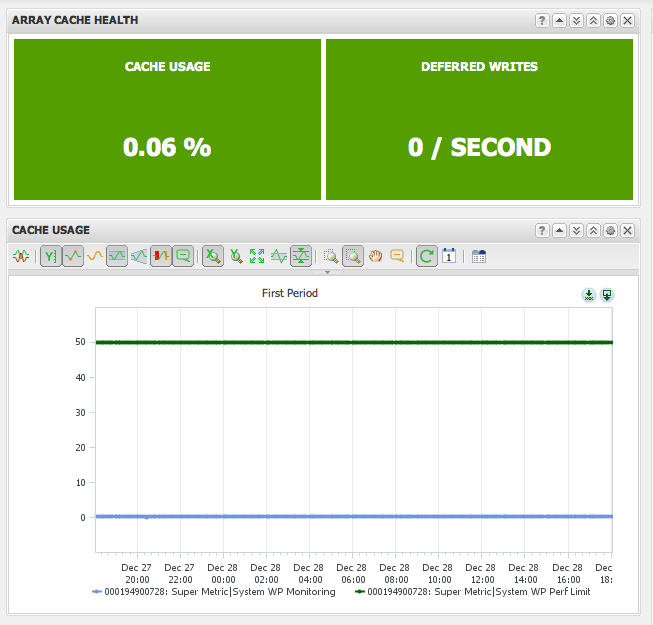 ARRAY CACHE HEALTH
?
CACHE USAGE
0.06 %
DEFERRED WRITES
0 / SECOND
CACHE USAGE
?
Y
X
Y
1
First Period
50
40
30
20
10
0
Dec 27 20:00
Dec 27 22:00
Dec 28 00:00
Dec 28 02:00
Dec 28 04:00
Dec 28 06:00
Dec 28 08:00
Dec 28 10:00
Dec 28 12:00
Dec 28 14:00
Dec 28 16:00
Dec 18:
000194900728: Super Metric|System WP Monitoring
000194900728: Super Metric|System WP Perf Limit